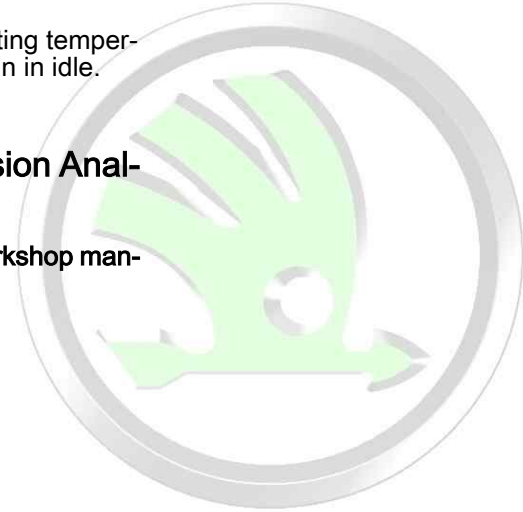 ting temper-
n in idle.
sion Anal-
rkshop man-